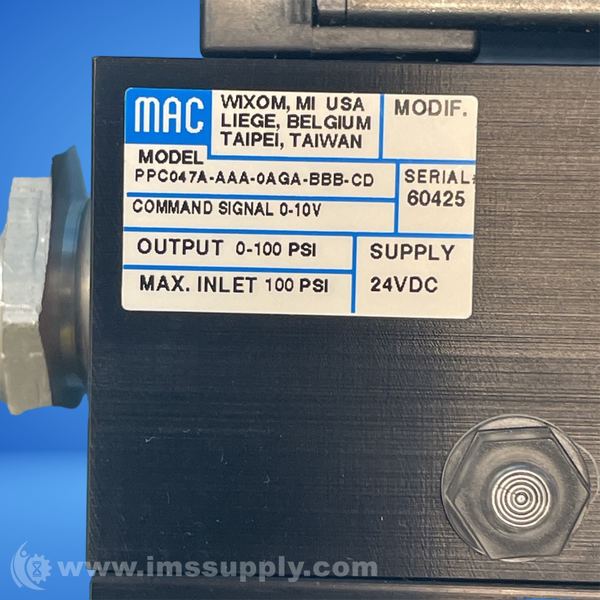 MAC
WIXOM, MI USA
LIEGE, BELGIUM
TAIPEI, TAIWAN
MODIF.
MODEL
PPC047A-AAA-0AGA-BBB-CD
SERIAL#
60425
COMMAND SIGNAL 0-10V
OUTPUT 0-100 PSI
SUPPLY
MAX. INLET 100 PSI
24VDC
www.imssupply.com